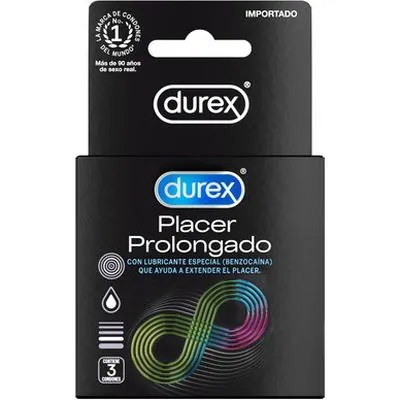 LA MARCA DE CONDONES
No.
1
DEL MUNDO*
Más de 90 años
de sexo real.
IMPORTADO
durex
durex
Placer
Prolongado
CON LUBRICANTE ESPECIAL (BENZOCAÍNA)
QUE AYUDA A EXTENDER EL PLACER.
CONTIENE
3
CONDONES